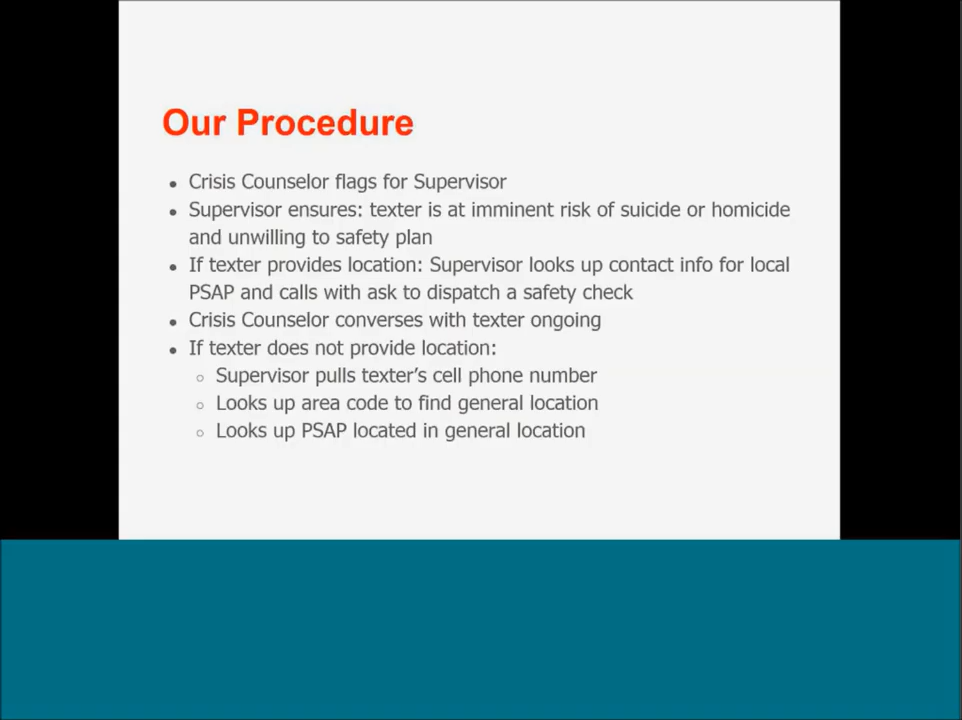 Our Procedure
● Crisis Counselor flags for Supervisor
● Supervisor ensures: texter is at imminent risk of suicide or homicide
and unwilling to safety plan
● If texter provides location: Supervisor looks up contact info for local
PSAP and calls with ask to dispatch a safety check
● Crisis Counselor converses with texter ongoing
● If texter does not provide location:
○ Supervisor pulls texter's cell phone number
○ Looks up area code to find general location
○ Looks up PSAP located in general location